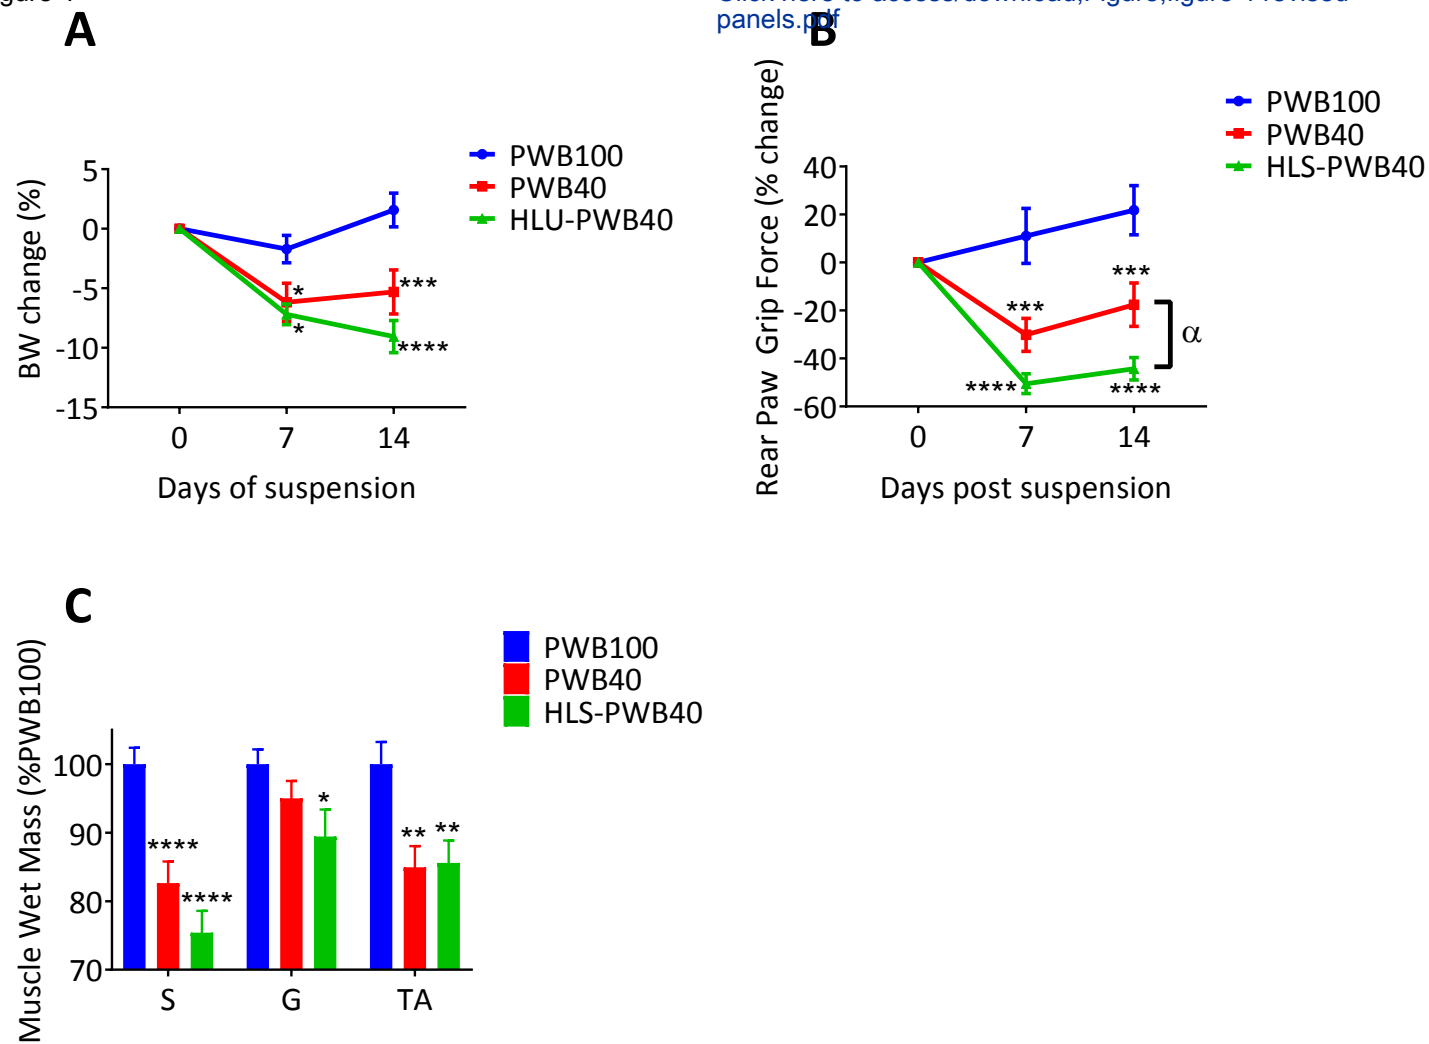 A
B
panels.pdf
PWB100
PWB40
HLU-PWB40
BW change (%)
5
0
-5
-10
-15
*
*
***
****
0 7 14
Days of suspension
PWB100
PWB40
HLS-PWB40
Rear Paw Grip Force (% change)
40
20
0
-20
-40
-60
***
****
***
****
α
0 7 14
Days post suspension
C
PWB100
PWB40
HLS-PWB40
Muscle Wet Mass (%PWB100)
100
90
80
70
****
****
*
**
**
S G TA